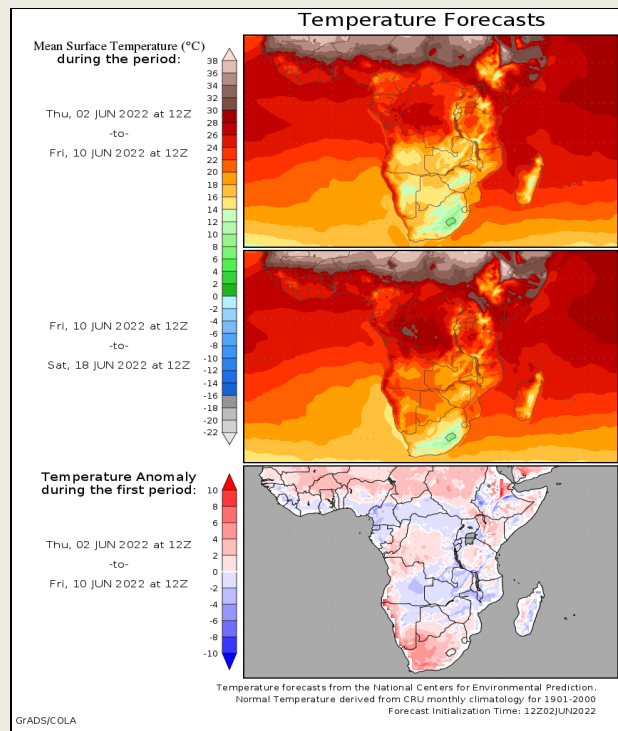 Temperature Forecasts
Mean Surface Temperature (°C)
during the period:
Thu, 02 JUN 2022 at 12Z
-to-
Fri, 10 JUN 2022 at 12Z
38
36
34
32
30
28
26
24
22
20
18
16
14
12
10
8
6
4
2
0
-2
-4
-6
-8
-10
-12
-14
-16
-18
-20
-22
Fri, 10 JUN 2022 at 12Z
-to-
Sat, 18 JUN 2022 at 12Z
Temperature Anomaly
during the first period:
Thu, 02 JUN 2022 at 12Z
-to-
Fri, 10 JUN 2022 at 12Z
10
8
6
4
2
0
-2
-4
-6
-8
-10
Temperature forecasts from the National Centers for Environmental Prediction.
Normal Temperature derived from CRU monthly climatology for 1901-2000
Forecast Initialization Time: 12Z02JUN2022
GrADS/COLA